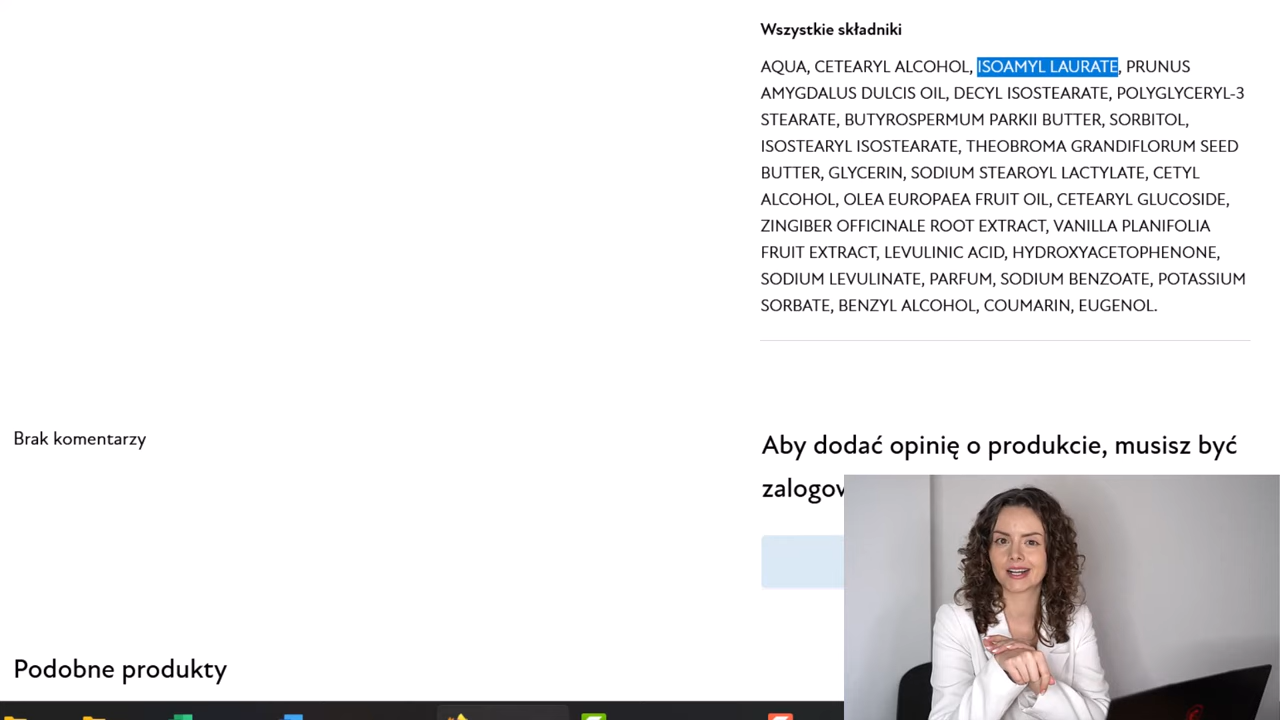 Wszystkie składniki
AQUA, CETEARYL ALCOHOL, ISOAMYL LAURATE, PRUNUS
AMYGDALUS DULCIS OIL, DECYL ISOSTEARATE, POLYGLYCERYL-3
STEARATE, BUTYROSPERMUM PARKII BUTTER, SORBITOL,
ISOSTEARYL ISOSTEARATE, THEOBROMA GRANDIFLORUM SEED
BUTTER, GLYCERIN, SODIUM STEAROYL LACTYLATE, CETYL
ALCOHOL, OLEA EUROPAEA FRUIT OIL, CETEARYL GLUCOSIDE,
ZINGIBER OFFICINALE ROOT EXTRACT, VANILLA PLANIFOLIA
FRUIT EXTRACT, LEVULINIC ACID, HYDROXYACETOPHENONE,
SODIUM LEVULINATE, PARFUM, SODIUM BENZOATE, POTASSIUM
SORBATE, BENZYL ALCOHOL, COUMARIN, EUGENOL.
Brak komentarzy
Aby dodać opinię o produkcie, musisz być
Podobne produkty